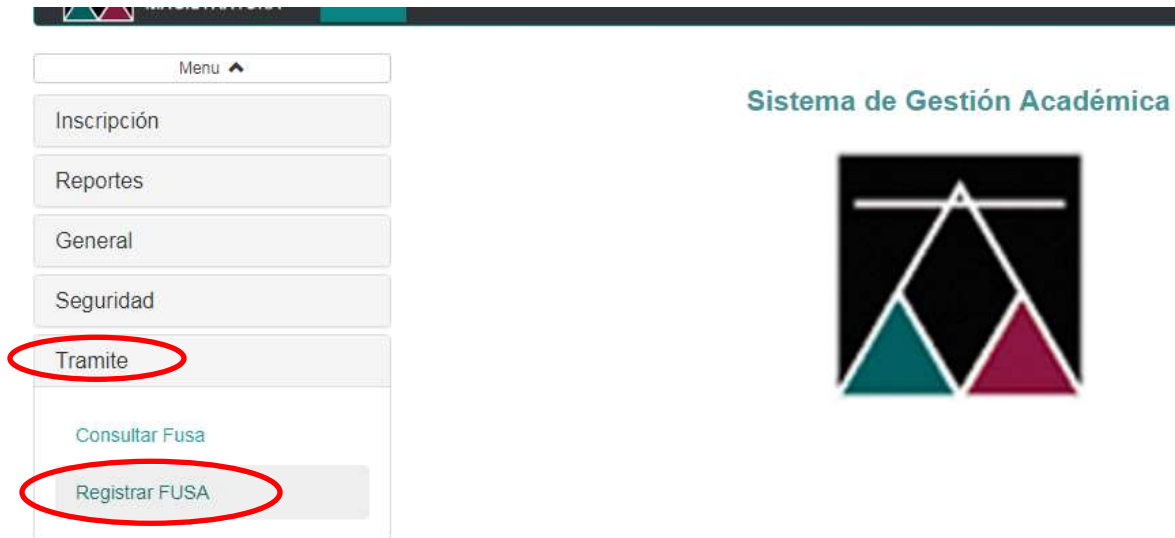 Menu
Sistema de Gestión Académica
Inscripción
Reportes
General
Seguridad
Tramite
Consultar Fusa
Registrar FUSA